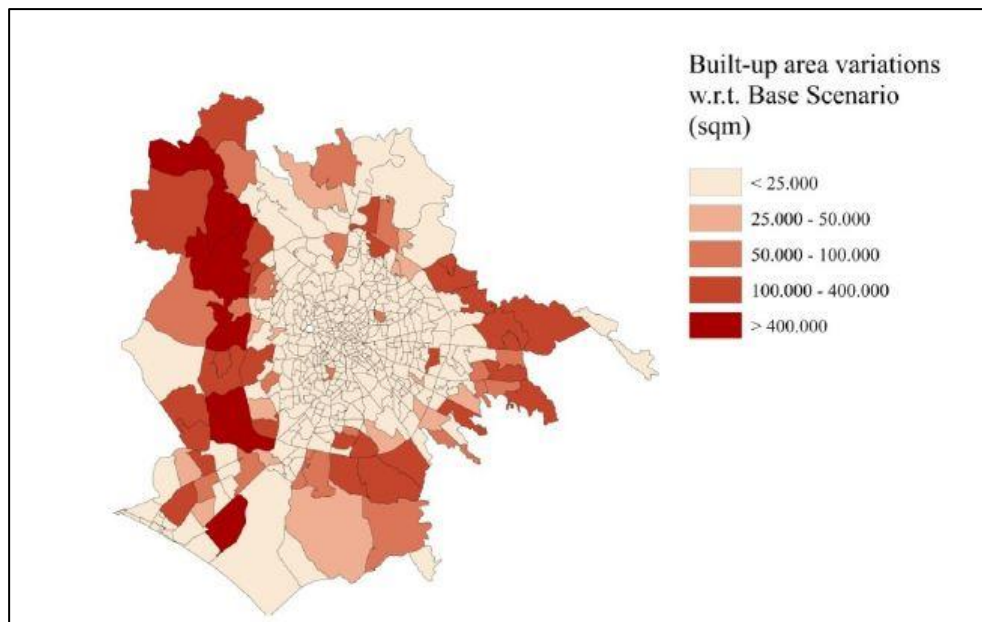 Built-up area variations
w.r.t. Base Scenario
(sqm)
< 25.000
25.000 - 50.000
50.000 - 100.000
100.000 - 400.000
> 400.000